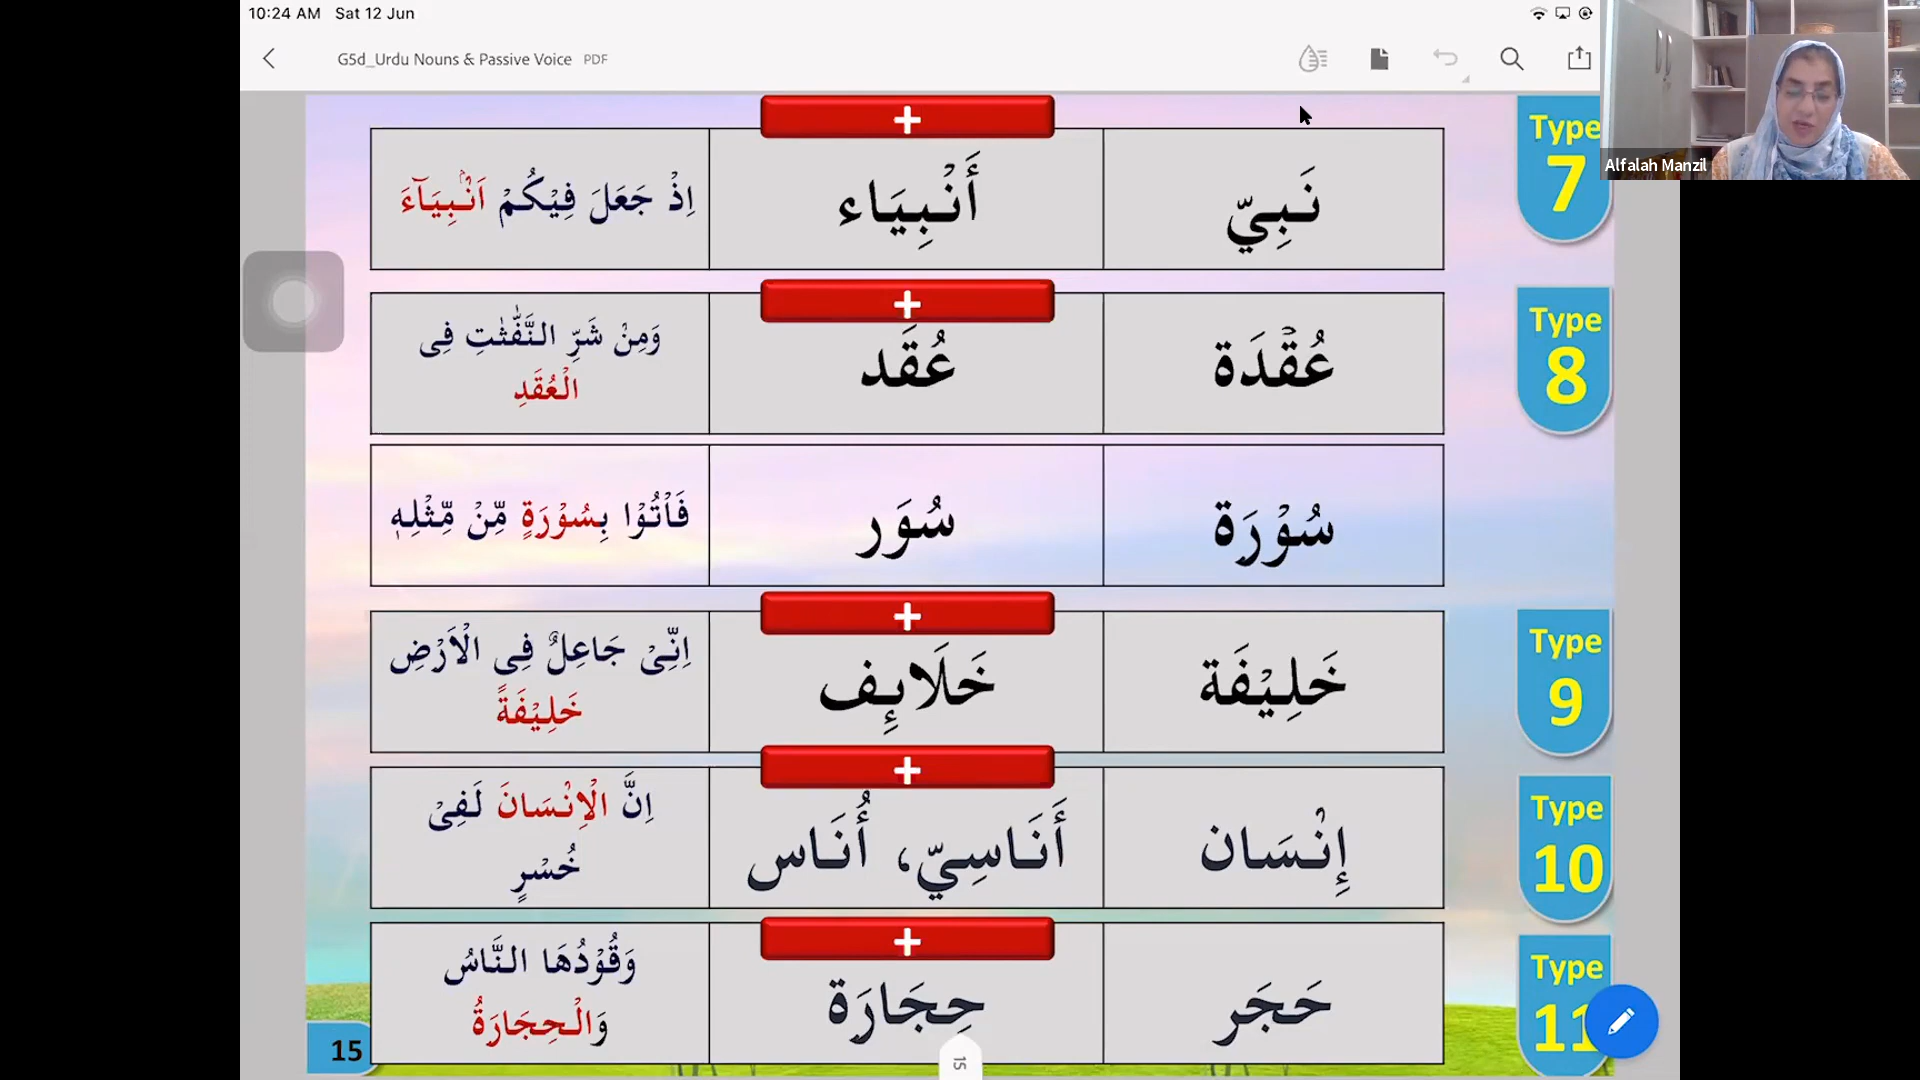 10:24 AM Sat 12 Jun
G5d_Urdu Nouns & Passive Voice PDF
Alfalah Manzil
Type 7
+
نَبِيّ
أَنْبِيَاء
اِذْ جَعَلَ فِيْكُمْ اَنْۢبِيَآءَ
Type 8
+
عُقْدَة
عُقَد
وَمِنْ شَرِّ النَّفّٰثٰتِ فِى
الْعُقَدِ
سُوْرَة
سُوَر
فَاْتُوْا بِسُوْرَةٍ مِّنْ مِّثْلِهٖ
Type 9
+
خَلِيْفَة
خَلَائِف
اِنِّىْ جَاعِلٌ فِى الْاَرْضِ
خَلِيْفَةً
Type 10
+
إِنْسَان
أَنَاسِيّ، أُنَاس
اِنَّ الْاِنْسَانَ لَفِىْ
خُسْرٍ
Type 11
+
حَجَر
حِجَارَة
وَقُوْدُهَا النَّاسُ
وَالْحِجَارَةُ
15
15